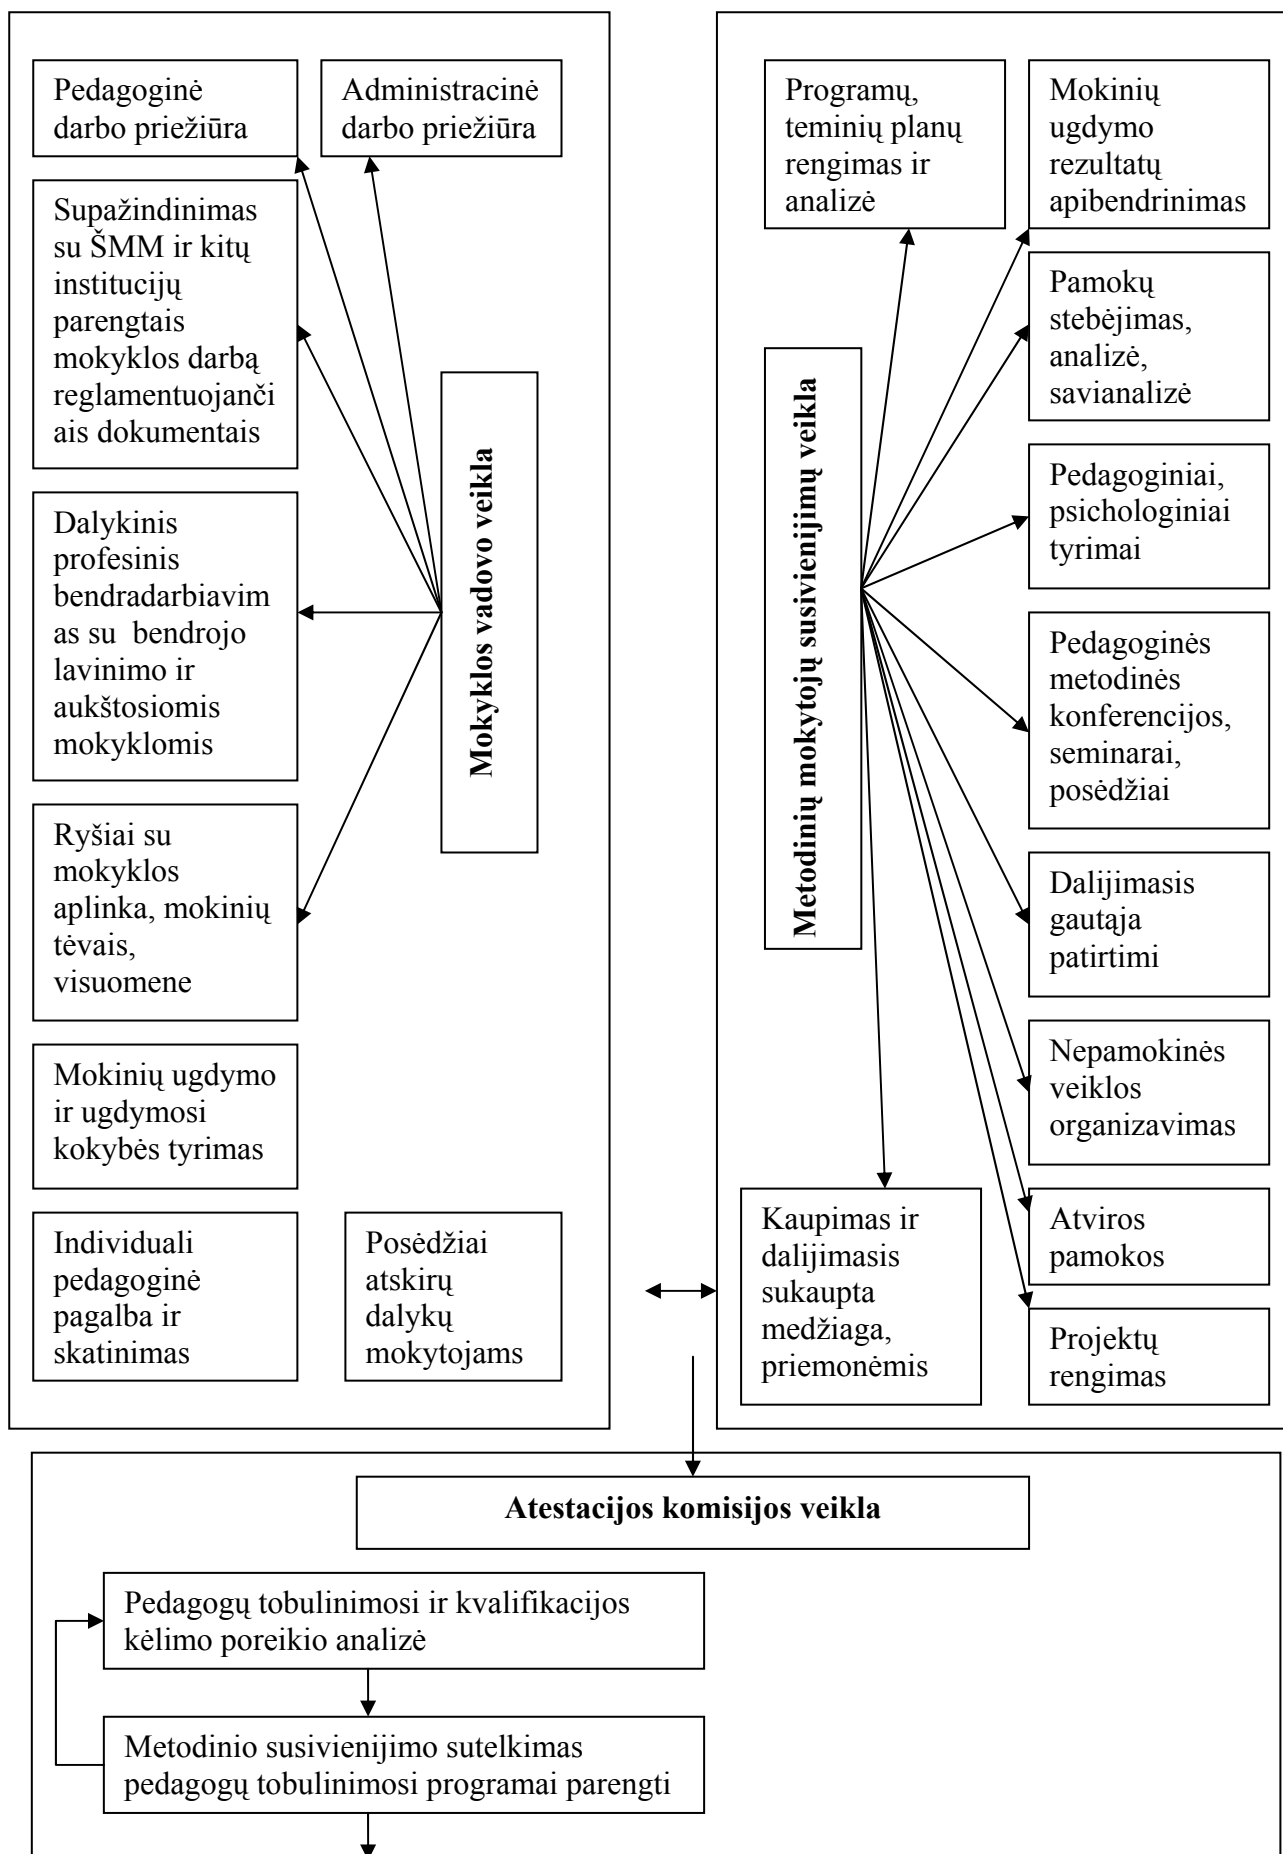 Pedagoginė
darbo priežiūra
Administracinė
darbo priežiūra
Supažindinimas
su ŠMM ir kitų
institucijų
parengtais
mokyklos darbą
reglamentuojanči
ais dokumentais
Dalykinis
profesinis
bendradarbiavim
as su  bendrojo
lavinimo ir
aukštosiomis
mokyklomis
Ryšiai su
mokyklos
aplinka, mokinių
tėvais,
visuomene
Mokinių ugdymo
ir ugdymosi
kokybės tyrimas
Individuali
pedagoginė
pagalba ir
skatinimas
Posėdžiai
atskirų
dalykų
mokytojams
Mokyklos vadovo veikla
Metodinių mokytojų susivienijimų veikla
Programų,
teminių planų
rengimas ir
analizė
Mokinių
ugdymo
rezultatų
apibendrinimas
Pamokų
stebėjimas,
analizė,
savianalizė
Pedagoginiai,
psichologiniai
tyrimai
Pedagoginės
metodinės
konferencijos,
seminarai,
posėdžiai
Dalijimasis
gautąja
patirtimi
Nepamokinės
veiklos
organizavimas
Kaupimas ir
dalijimasis
sukaupta
medžiaga,
priemonėmis
Atviros
pamokos
Projektų
rengimas
Atestacijos komisijos veikla
Pedagogų tobulinimosi ir kvalifikacijos
kėlimo poreikio analizė
Metodinio susivienijimo sutelkimas
pedagogų tobulinimosi programai parengti